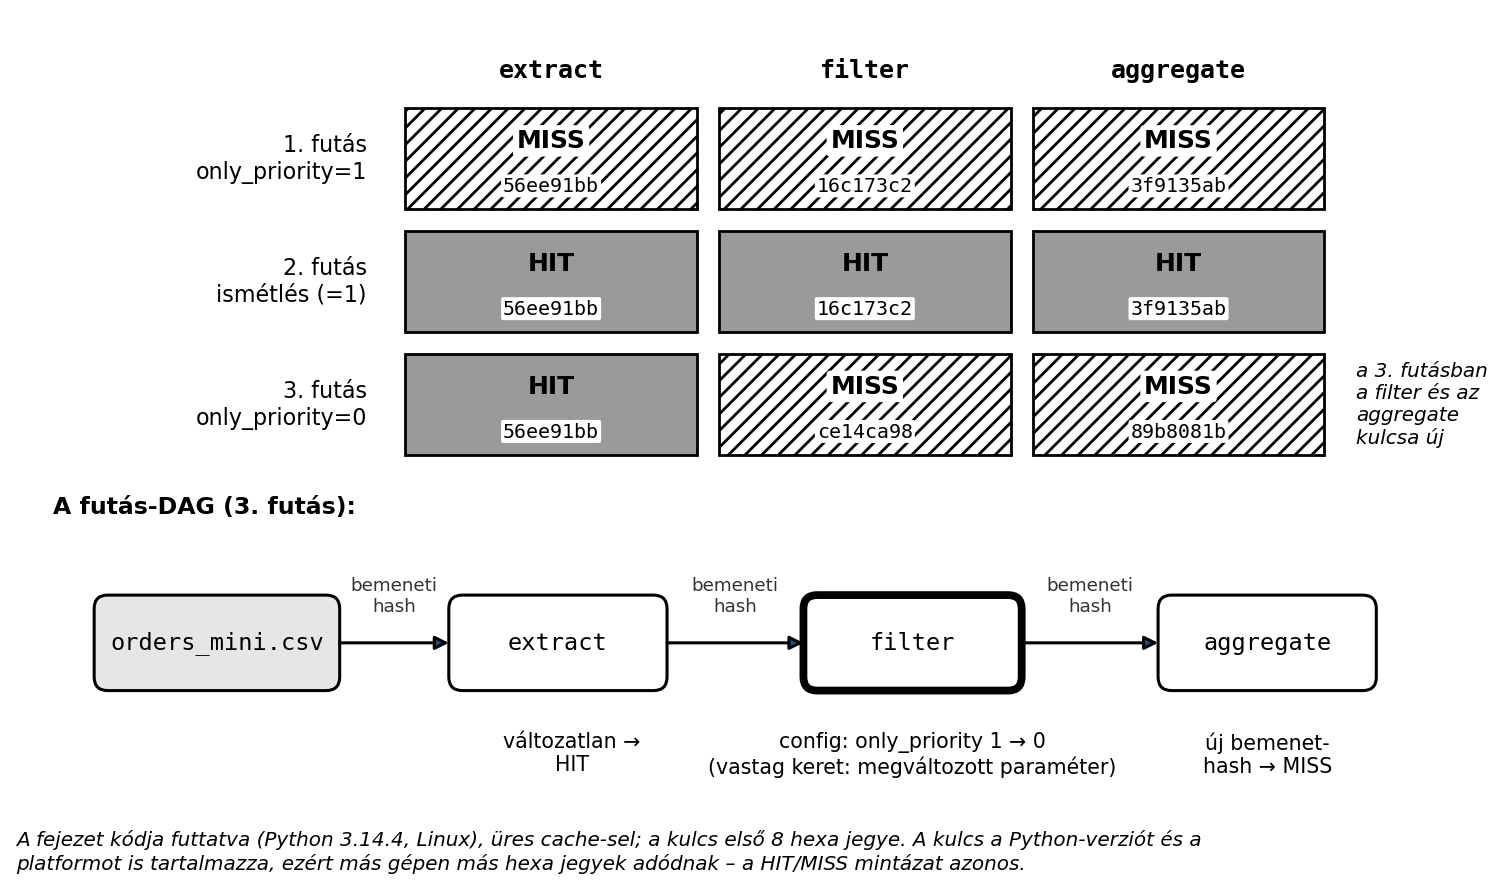 extract filter aggregate
1. futás
only_priority=1
MISS MISS MISS
56ee91bb 16c173c2 3f9135ab
2. futás
ismétlés (=1)
HIT HIT HIT
56ee91bb 16c173c2 3f9135ab
3. futás
only_priority=0
HIT MISS MISS
56ee91bb ce14ca98 89b8081b
a 3. futásban
a filter és az
aggregate
kulcsa új
A futás-DAG (3. futás):
bemeneti
hash
bemeneti
hash
bemeneti
hash
orders_mini.csv extract filter aggregate
változatlan →
HIT
config: only_priority 1 → 0
(vastag keret: megváltozott paraméter)
új bemenet-
hash → MISS
A fejezet kódja futtatva (Python 3.14.4, Linux), üres cache-sel; a kulcs első 8 hexa jegye. A kulcs a Python-verziót és a
platformot is tartalmazza, ezért más gépen más hexa jegyek adódnak – a HIT/MISS mintázat azonos.